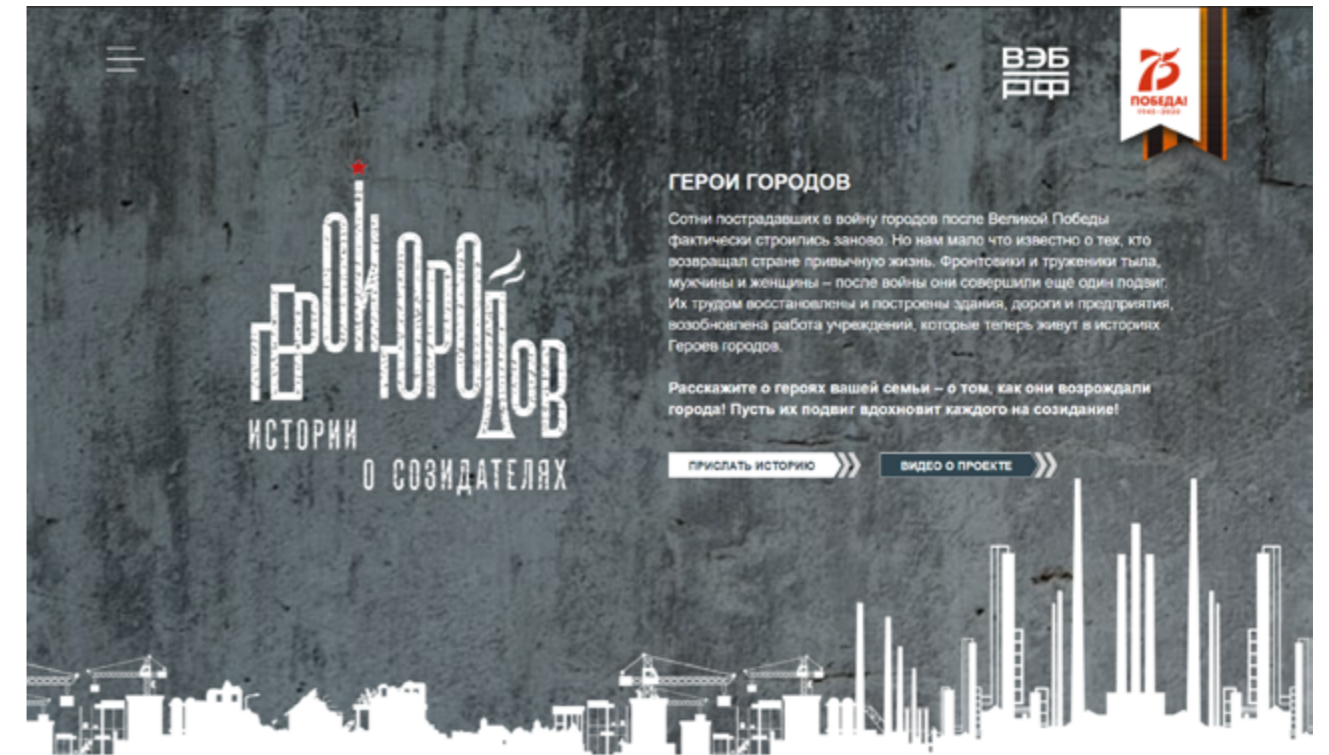 ВЭБ
РФ
75
ПОБЕДА!
1945–2020
ГЕРОИ ГОРОДОВ
ИСТОРИИ
О СОЗИДАТЕЛЯХ
ГЕРОИ ГОРОДОВ
Сотни пострадавших в войну городов после Великой Победы
фактически строились заново. Но нам мало что известно о тех, кто
возвращал стране привычную жизнь. Фронтовики и труженики тыла,
мужчины и женщины – после войны они совершили еще один подвиг.
Их трудом восстановлены и построены здания, дороги и предприятия,
возобновлена работа учреждений, которые теперь живут в историях
Героев городов.
Расскажите о героях вашей семьи – о том, как они возрождали
города! Пусть их подвиг вдохновит каждого на созидание!
ПРИСЛАТЬ ИСТОРИЮ
ВИДЕО О ПРОЕКТЕ